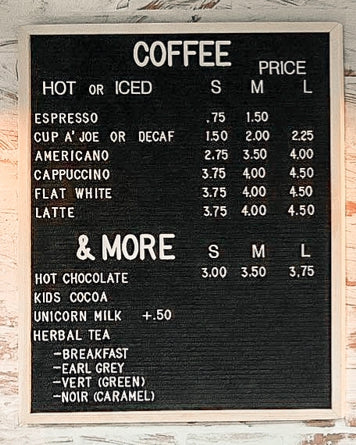 COFFEE
PRICE
HOT OR ICED S M L
ESPRESSO .75 1.50
CUP A' JOE OR DECAF 1.50 2.00 2.25
AMERICANO 2.75 3.50 4.00
CAPPUCCINO 3.75 4.00 4.50
FLAT WHITE 3.75 4.00 4.50
LATTE 3.75 4.00 4.50
& MORE S M L
HOT CHOCOLATE 3.00 3.50 3.75
KIDS COCOA
UNICORN MILK +.50
HERBAL TEA
-BREAKFAST
-EARL GREY
-VERT (GREEN)
-NOIR (CARAMEL)